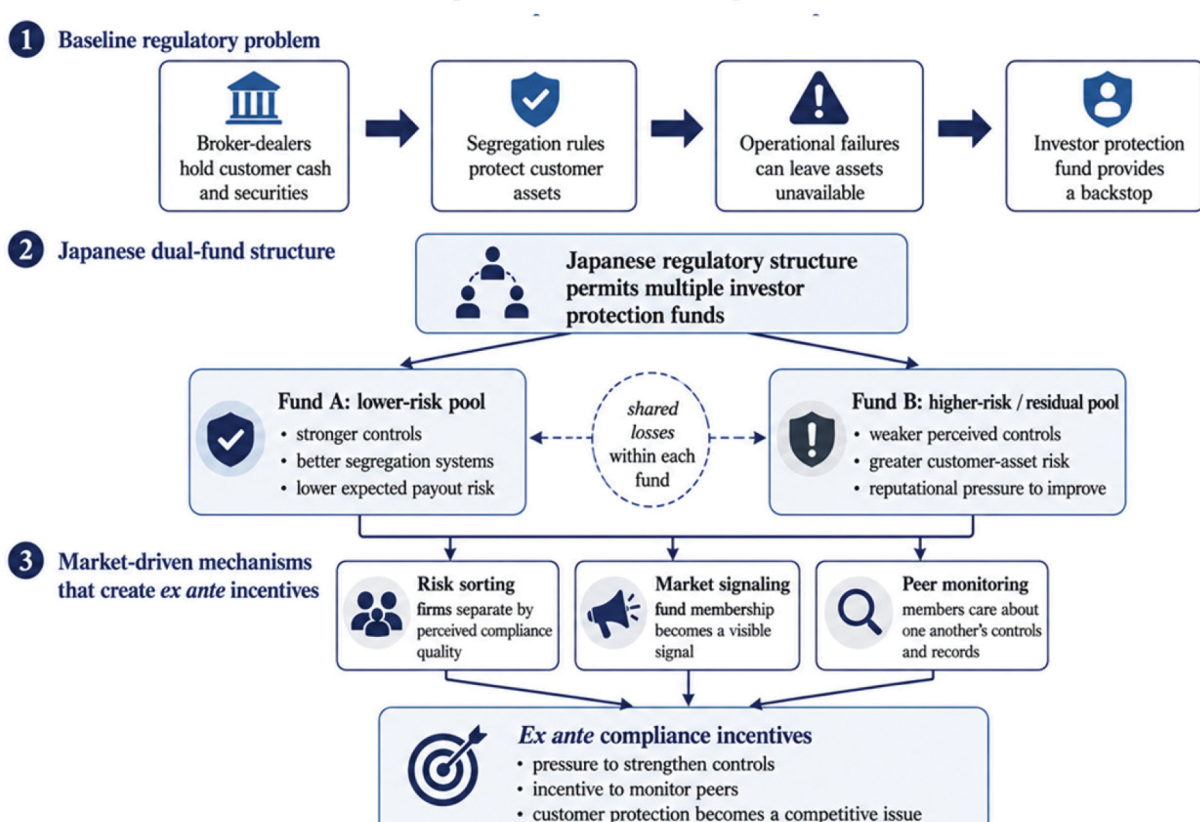 1 Baseline regulatory problem
Broker-dealers
hold customer cash
and securities
Segregation rules
protect customer
assets
Operational failures
can leave assets
unavailable
Investor protection
fund provides
a backstop
2 Japanese dual-fund structure
Japanese regulatory structure
permits multiple investor
protection funds
Fund A: lower-risk pool
• stronger controls
• better segregation systems
• lower expected payout risk
shared
losses
within each
fund
Fund B: higher-risk / residual pool
• weaker perceived controls
• greater customer-asset risk
• reputational pressure to improve
3 Market-driven mechanisms
that create ex ante incentives
Risk sorting
firms separate by
perceived compliance
quality
Market signaling
fund membership
becomes a visible
signal
Peer monitoring
members care about
one another's controls
and records
Ex ante compliance incentives
• pressure to strengthen controls
• incentive to monitor peers
• customer protection becomes a competitive issue